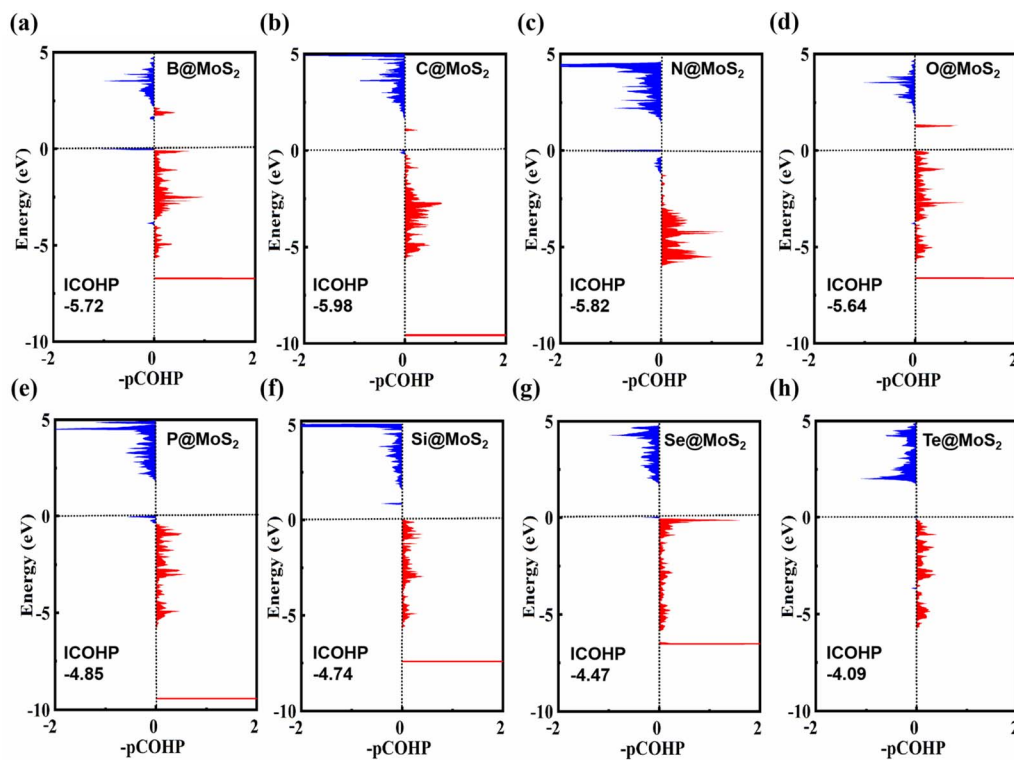 (a)
B@MoS₂
5
0
-5
-10
Energy (eV)
ICOHP
-5.72
-2
0
2
-pCOHP
(b)
C@MoS₂
5
0
-5
-10
Energy (eV)
ICOHP
-5.98
-2
0
2
-pCOHP
(c)
N@MoS₂
5
0
-5
-10
Energy (eV)
ICOHP
-5.82
-2
0
2
-pCOHP
(d)
O@MoS₂
5
0
-5
-10
Energy (eV)
ICOHP
-5.64
-2
0
2
-pCOHP
(e)
P@MoS₂
5
0
-5
-10
Energy (eV)
ICOHP
-4.85
-2
0
2
-pCOHP
(f)
Si@MoS₂
5
0
-5
-10
Energy (eV)
ICOHP
-4.74
-2
0
2
-pCOHP
(g)
Se@MoS₂
5
0
-5
-10
Energy (eV)
ICOHP
-4.47
-2
0
2
-pCOHP
(h)
Te@MoS₂
5
0
-5
-10
Energy (eV)
ICOHP
-4.09
-2
0
2
-pCOHP